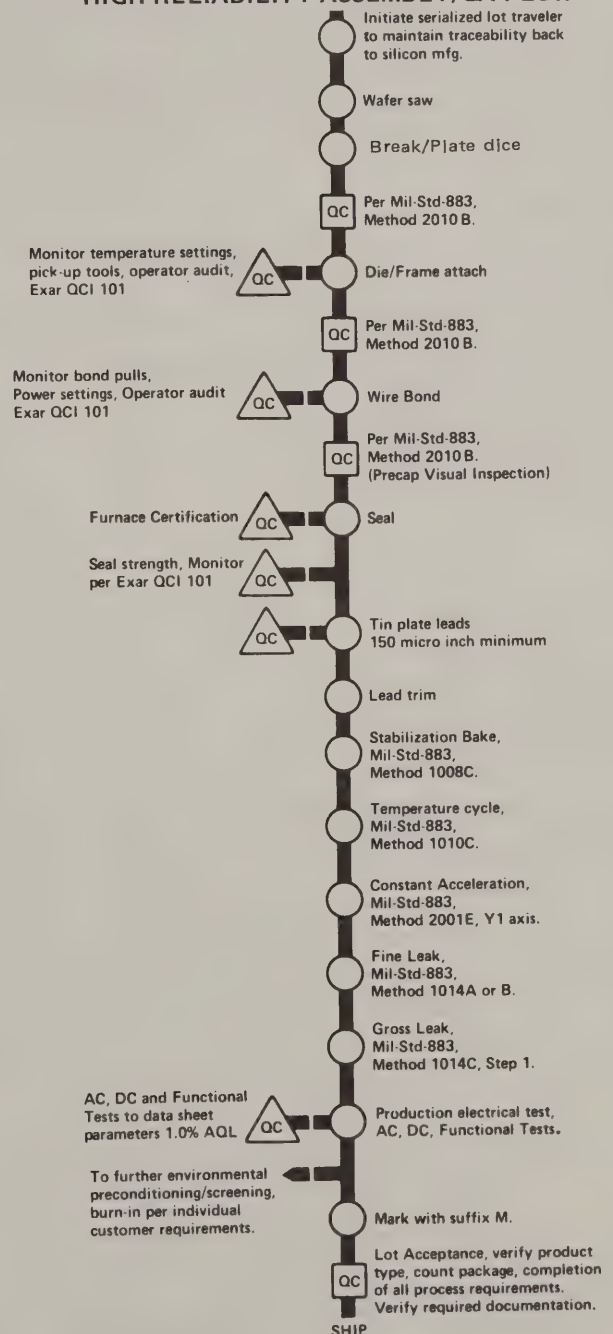 Initiate serialized lot traveler
to maintain traceability back
to silicon mfg.
Wafer saw
Break/Plate dice
QC
Per Mil-Std-883,
Method 2010 B.
Monitor temperature settings,
pick-up tools, operator audit,
Exar QCI 101
QC
Die/Frame attach
QC
Per Mil-Std-883,
Method 2010 B.
Monitor bond pulls,
Power settings, Operator audit
Exar QCI 101
QC
Wire Bond
QC
Per Mil-Std-883,
Method 2010 B.
(Precap Visual Inspection)
Furnace Certification
QC
Seal
Seal strength, Monitor
per Exar QCI 101
QC
QC
Tin plate leads
150 micro inch minimum
Lead trim
Stabilization Bake,
Mil-Std-883,
Method 1008C.
Temperature cycle,
Mil-Std-883,
Method 1010C.
Constant Acceleration,
Mil-Std-883,
Method 2001E, Y1 axis.
Fine Leak,
Mil-Std-883,
Method 1014A or B.
Gross Leak,
Mil-Std-883,
Method 1014C, Step 1.
AC, DC and Functional
Tests to data sheet
parameters 1.0% AQL
QC
Production electrical test,
AC, DC, Functional Tests.
To further environmental
preconditioning/screening,
burn-in per individual
customer requirements.
Mark with suffix M.
QC
Lot Acceptance, verify product
type, count package, completion
of all process requirements.
Verify required documentation.
SHIP